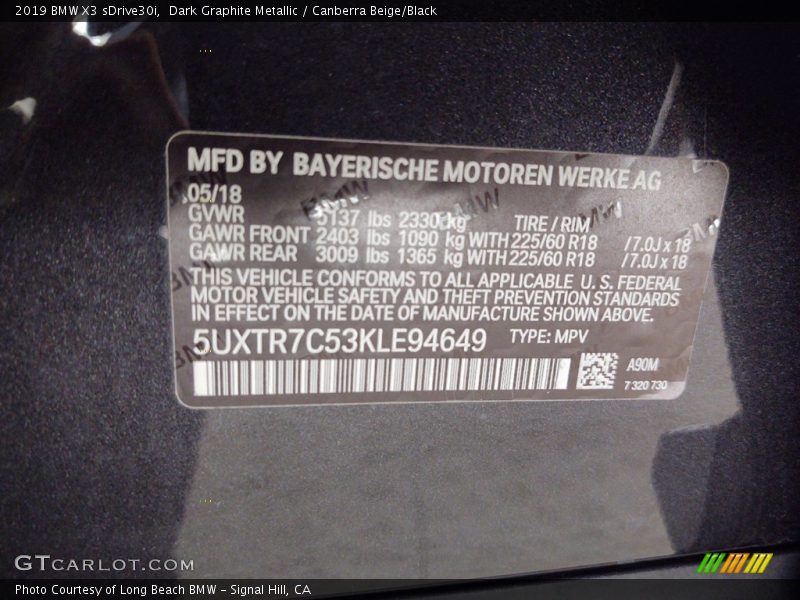 2019 BMW X3 sDrive30i,  Dark Graphite Metallic / Canberra Beige/Black
MFD BY BAYERISCHE MOTOREN WERKE AG
05/18
GVWR 5137 lbs 2330 kg TIRE / RIM
GAWR FRONT 2403 lbs 1090 kg WITH 225/60 R18 /7.0J x 18
GAWR REAR 3009 lbs 1365 kg WITH 225/60 R18 /7.0J x 18
THIS VEHICLE CONFORMS TO ALL APPLICABLE U. S. FEDERAL
MOTOR VEHICLE SAFETY AND THEFT PREVENTION STANDARDS
IN EFFECT ON THE DATE OF MANUFACTURE SHOWN ABOVE.
5UXTR7C53KLE94649 TYPE: MPV
A90M
7 320 730
GTCARLOT.COM
Photo Courtesy of Long Beach BMW – Signal Hill, CA